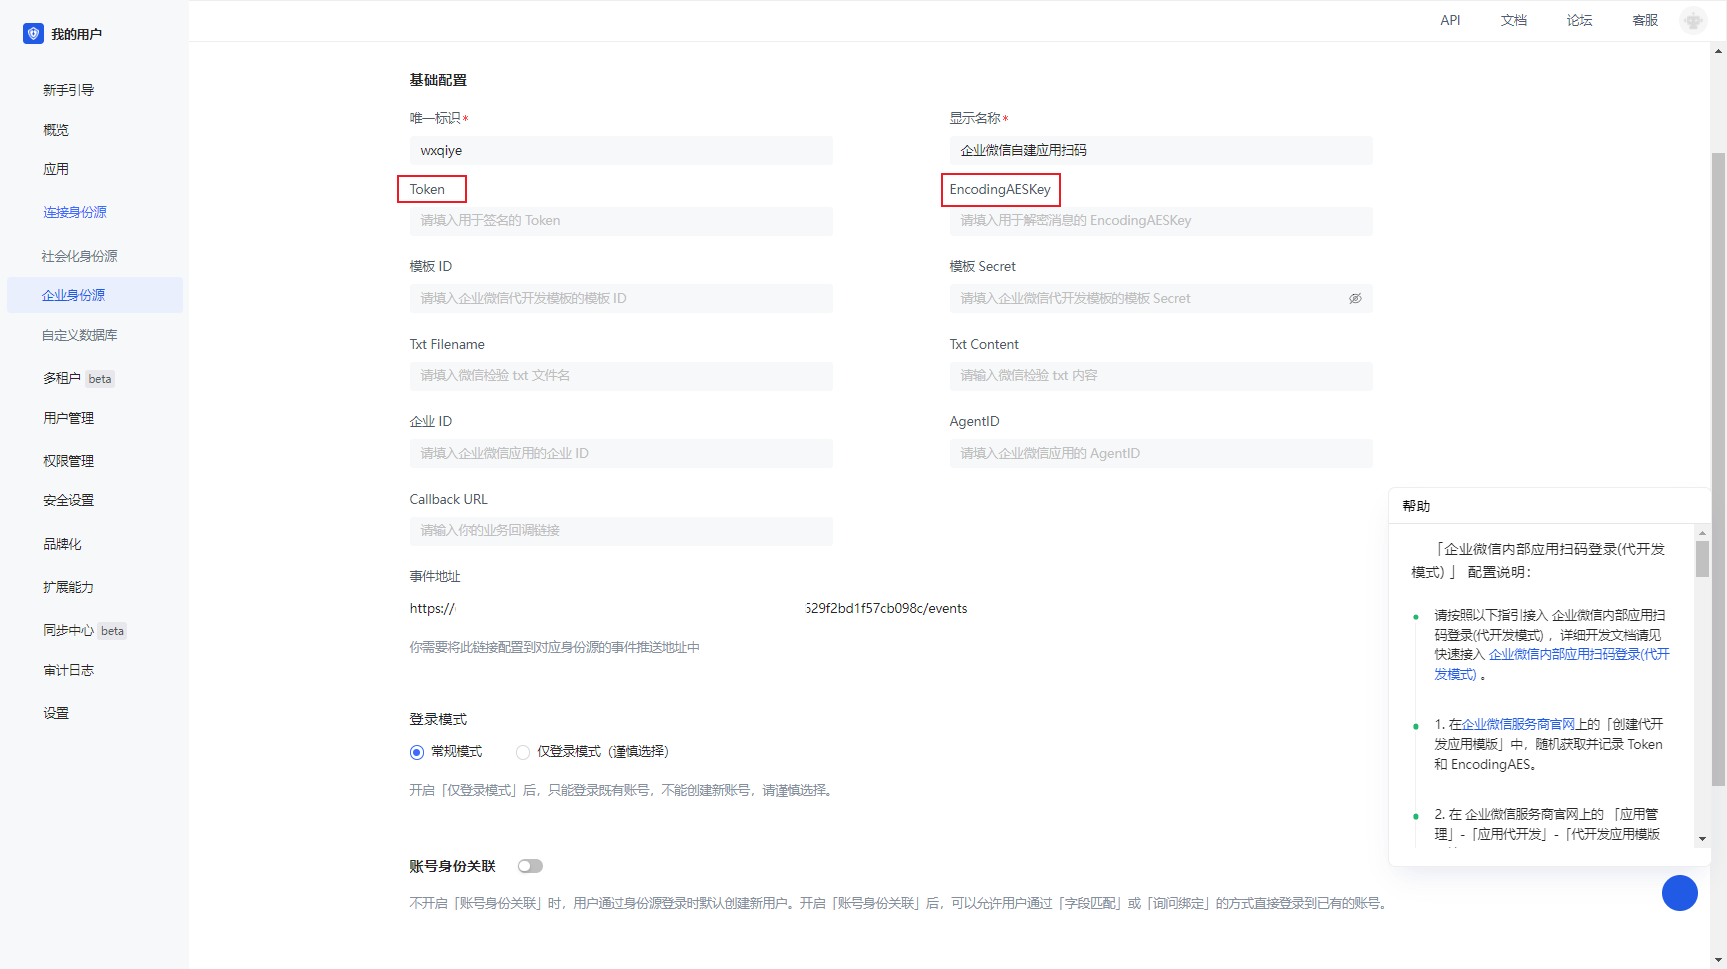 我的用户
API
文档
论坛
客服
新手引导
概览
应用
连接身份源
社会化身份源
企业身份源
自定义数据库
多租户 beta
用户管理
权限管理
安全设置
品牌化
扩展能力
同步中心 beta
审计日志
设置
基础配置
唯一标识*
显示名称*
wxqiye
企业微信自建应用扫码
Token
EncodingAESKey
请填入用于签名的 Token
请填入用于解密消息的 EncodingAESKey
模板 ID
模板 Secret
请填入企业微信代开发模板的模板 ID
请填入企业微信代开发模板的模板 Secret
Txt Filename
Txt Content
请填入微信检验 txt 文件名
请输入微信检验 txt 内容
企业 ID
AgentID
请填入企业微信应用的企业 ID
请填入企业微信应用的 AgentID
Callback URL
请输入你的业务回调链接
事件地址
https://
529f2bd1f57cb098c/events
你需要将此链接配置到对应身份源的事件推送地址中
登录模式
常规模式
仅登录模式（谨慎选择）
开启「仅登录模式」后，只能登录既有账号，不能创建新账号，请谨慎选择。
账号身份关联
不开启「账号身份关联」时，用户通过身份源登录时默认创建新用户。开启「账号身份关联」后，可以允许用户通过「字段匹配」或「询问绑定」的方式直接登录到已有的账号。
帮助
「企业微信内部应用扫码登录(代开发
模式) 」 配置说明：
请按照以下指引接入 企业微信内部应用扫
码登录(代开发模式) ，详细开发文档请见
快速接入 企业微信内部应用扫码登录(代开
发模式) 。
1. 在企业微信服务商官网上的「创建代开
发应用模版」中，随机获取并记录 Token
和 EncodingAES。
2. 在 企业微信服务商官网上的 「应用管
理」-「应用代开发」-「代开发应用模版